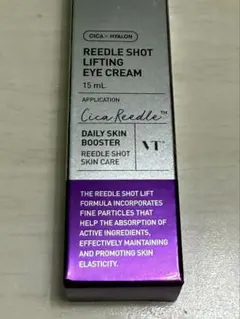 CICA + HYALON
REEDLE SHOT
LIFTING
EYE CREAM
15 mL
APPLICATION
Cica Reedle™
DAILY SKIN
BOOSTER
VT
REEDLE SHOT
SKIN CARE
THE REEDLE SHOT LIFT
FORMULA INCORPORATES
FINE PARTICLES THAT
HELP THE ABSORPTION OF
ACTIVE INGREDIENTS,
EFFECTIVELY MAINTAINING
AND PROMOTING SKIN
ELASTICITY.